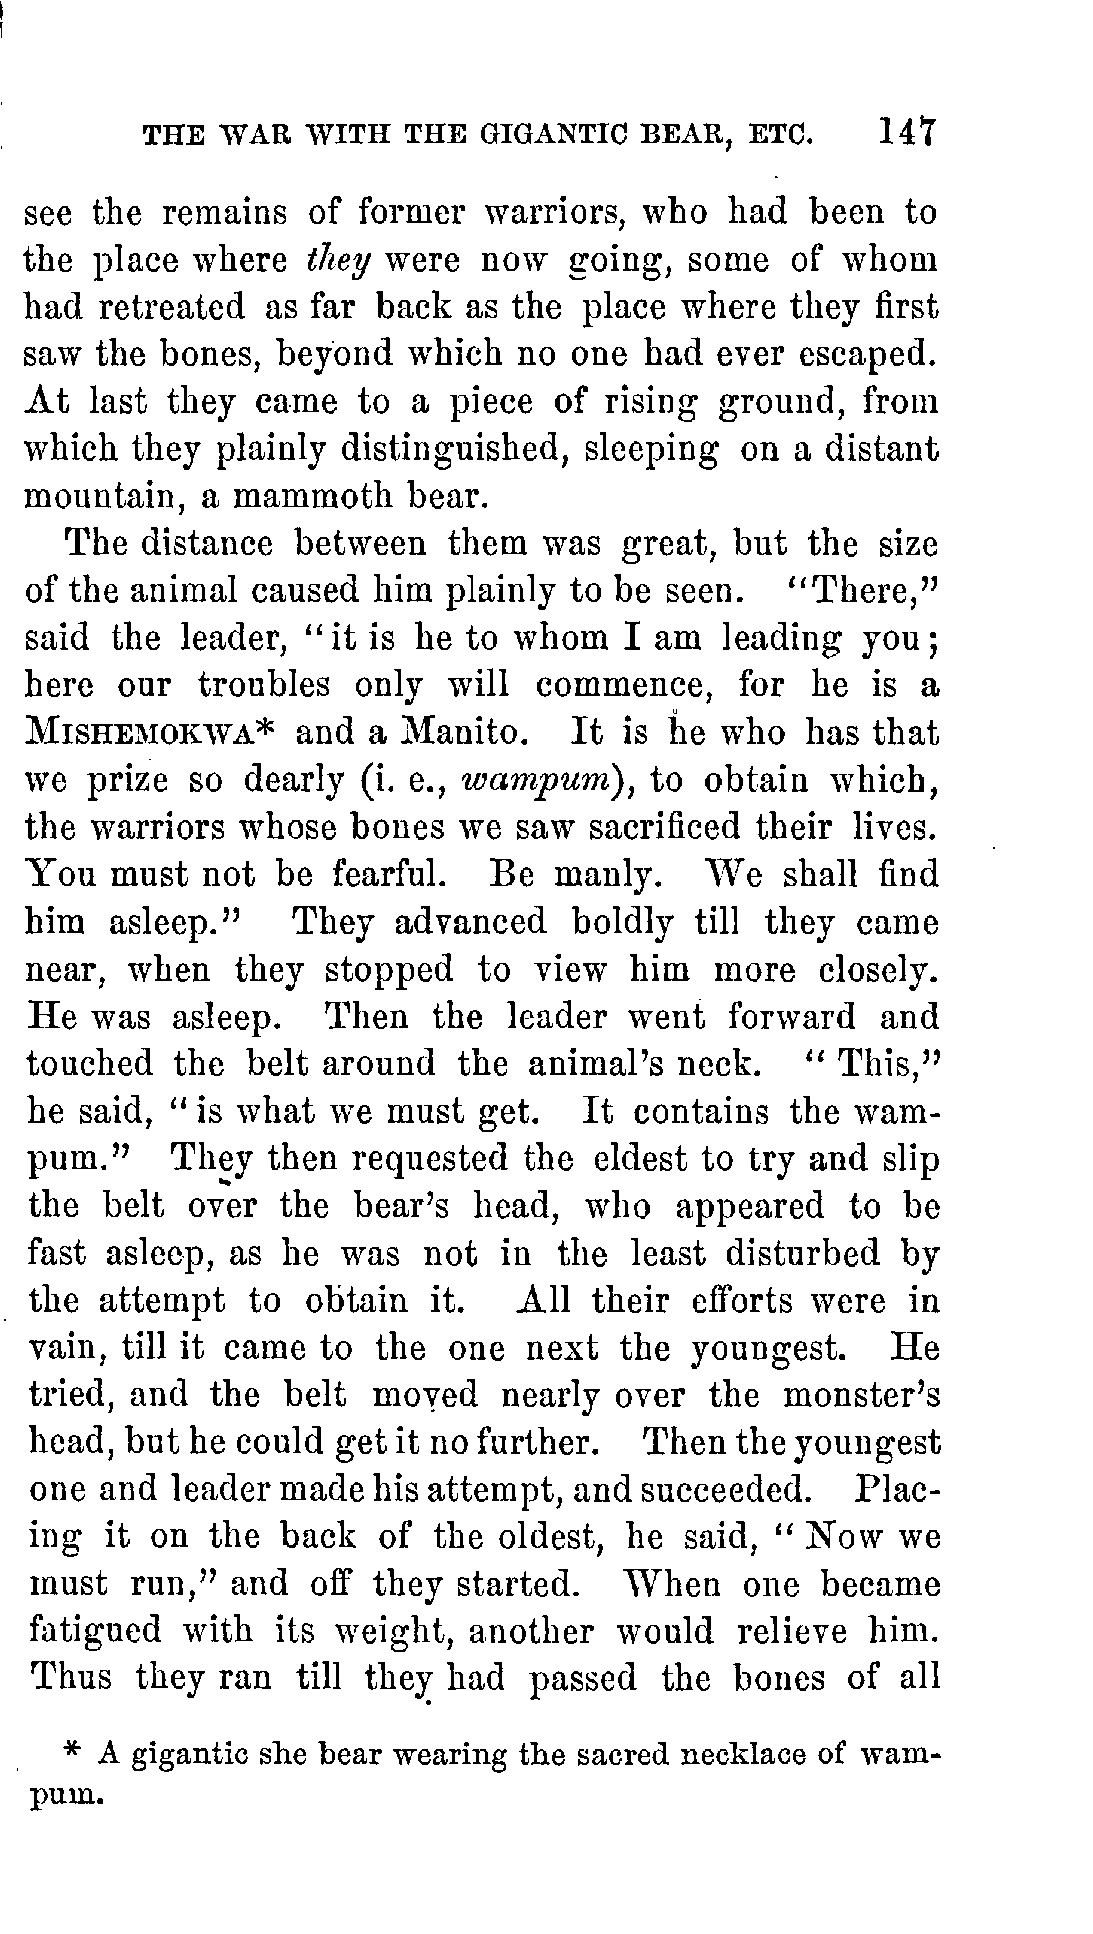 THE WAR WITH THE GIGANTIC BEAR, ETC. 147
see the remains of former warriors, who had been to
the place where they were now going, some of whom
had retreated as far back as the place where they first
saw the bones, beyond which no one had ever escaped.
At last they came to a piece of rising ground, from
which they plainly distinguished, sleeping on a distant
mountain, a mammoth bear.
The distance between them was great, but the size
of the animal caused him plainly to be seen. "There,"
said the leader, "it is he to whom I am leading you;
here our troubles only will commence, for he is a
MISHEMOKWA* and a Manito. It is he who has that
we prize so dearly (i. e., wampum), to obtain which,
the warriors whose bones we saw sacrificed their lives.
You must not be fearful. Be manly. We shall find
him asleep." They advanced boldly till they came
near, when they stopped to view him more closely.
He was asleep. Then the leader went forward and
touched the belt around the animal's neck. "This,"
he said, "is what we must get. It contains the wam-
pum." They then requested the eldest to try and slip
the belt over the bear's head, who appeared to be
fast asleep, as he was not in the least disturbed by
the attempt to obtain it. All their efforts were in
vain, till it came to the one next the youngest. He
tried, and the belt moved nearly over the monster's
head, but he could get it no further. Then the youngest
one and leader made his attempt, and succeeded. Plac-
ing it on the back of the oldest, he said, "Now we
must run," and off they started. When one became
fatigued with its weight, another would relieve him.
Thus they ran till they had passed the bones of all
* A gigantic she bear wearing the sacred necklace of wam-
pum.